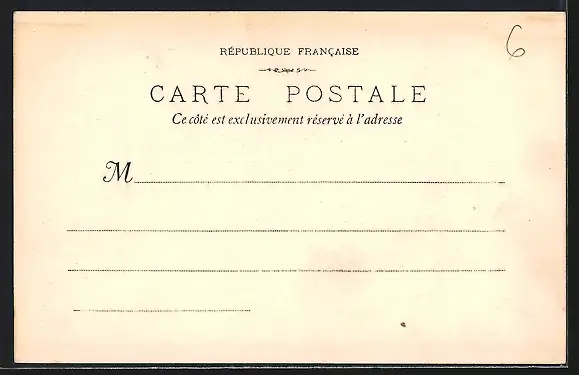 6
RÉPUBLIQUE FRANÇAISE
CARTE POSTALE
Ce côté est exclusivement réservé à l'adresse
M